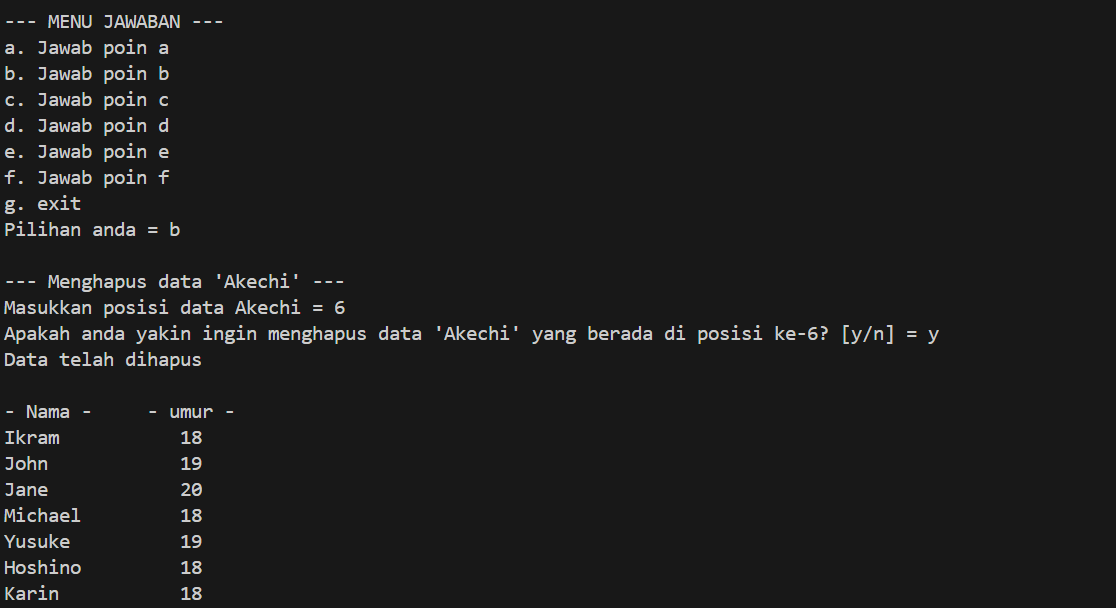 --- MENU JAWABAN ---
a. Jawab poin a
b. Jawab poin b
c. Jawab poin c
d. Jawab poin d
e. Jawab poin e
f. Jawab poin f
g. exit
Pilihan anda = b
--- Menghapus data 'Akechi' ---
Masukkan posisi data Akechi = 6
Apakah anda yakin ingin menghapus data 'Akechi' yang berada di posisi ke-6? [y/n] = y
Data telah dihapus
- Nama -     - umur -
Ikram           18
John            19
Jane            20
Michael         18
Yusuke          19
Hoshino         18
Karin           18